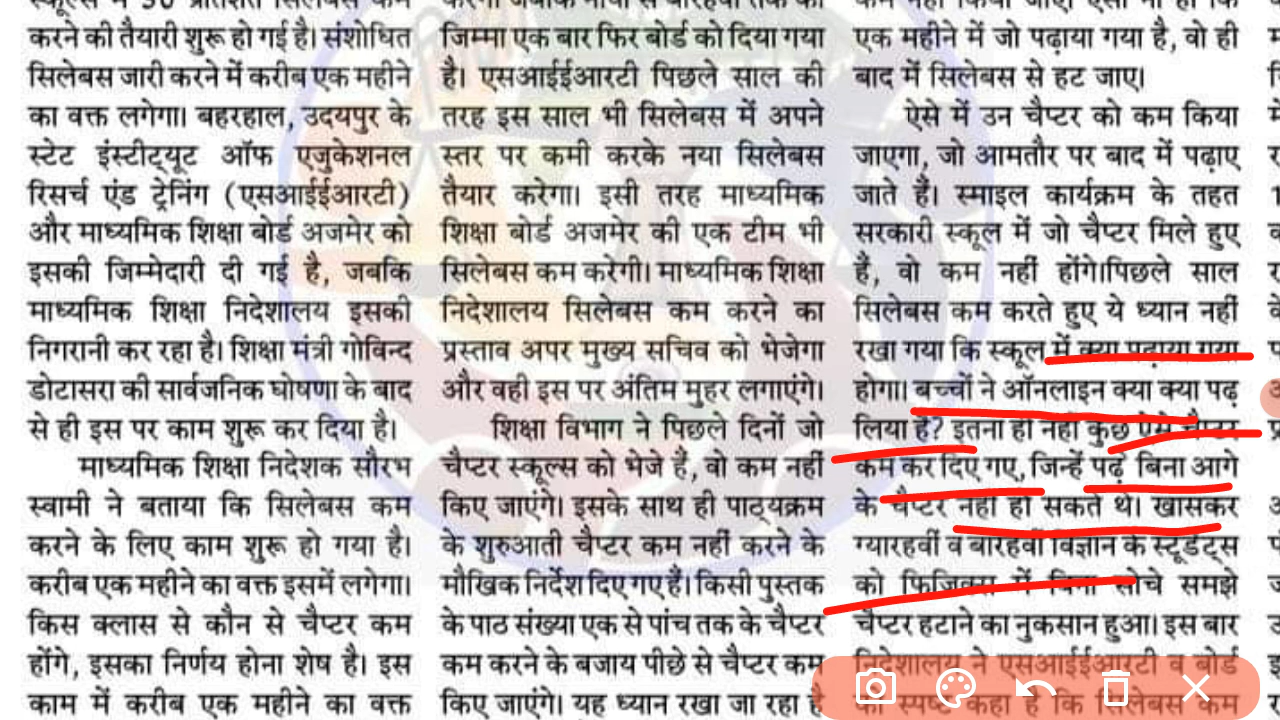 करने की तैयारी शुरू हो गई है। संशोधित
सिलेबस जारी करने में करीब एक महीने
का वक्त लगेगा। बहरहाल, उदयपुर के
स्टेट इंस्टीट्यूट ऑफ एजुकेशनल
रिसर्च एंड ट्रेनिंग (एसआईईआरटी)
और माध्यमिक शिक्षा बोर्ड अजमेर को
इसकी जिम्मेदारी दी गई है, जबकि
माध्यमिक शिक्षा निदेशालय इसकी
निगरानी कर रहा है। शिक्षा मंत्री गोविन्द
डोटासरा की सार्वजनिक घोषणा के बाद
से ही इस पर काम शुरू कर दिया है।
माध्यमिक शिक्षा निदेशक सौरभ
स्वामी ने बताया कि सिलेबस कम
करने के लिए काम शुरू हो गया है।
करीब एक महीने का वक्त इसमें लगेगा।
किस क्लास से कौन से चैप्टर कम
होंगे, इसका निर्णय होना शेष है। इस
काम में करीब एक महीने का वक्त
जिम्मा एक बार फिर बोर्ड को दिया गया
है। एसआईईआरटी पिछले साल की
तरह इस साल भी सिलेबस में अपने
स्तर पर कमी करके नया सिलेबस
तैयार करेगा। इसी तरह माध्यमिक
शिक्षा बोर्ड अजमेर की एक टीम भी
सिलेबस कम करेगी। माध्यमिक शिक्षा
निदेशालय सिलेबस कम करने का
प्रस्ताव अपर मुख्य सचिव को भेजेगा
और वही इस पर अंतिम मुहर लगाएंगे।
शिक्षा विभाग ने पिछले दिनों जो
चैप्टर स्कूल्स को भेजे हैं, वो कम नहीं
किए जाएंगे। इसके साथ ही पाठ्यक्रम
के शुरुआती चैप्टर कम नहीं करने के
मौखिक निर्देश दिए गए हैं। किसी पुस्तक
के पाठ संख्या एक से पांच तक के चैप्टर
कम करने के बजाय पीछे से चैप्टर कम
किए जाएंगे। यह ध्यान रखा जा रहा है
एक महीने में जो पढ़ाया गया है, वो ही
बाद में सिलेबस से हट जाए।
ऐसे में उन चैप्टर को कम किया
जाएगा, जो आमतौर पर बाद में पढ़ाए
जाते हैं। स्माइल कार्यक्रम के तहत
सरकारी स्कूल में जो चैप्टर मिले हुए
है, वो कम नहीं होंगे।पिछले साल
सिलेबस कम करते हुए ये ध्यान नहीं
रखा गया कि स्कूल में क्या पढ़ाया गया
होगा। बच्चों ने ऑनलाइन क्या क्या पढ़
लिया है? इतना ही नहीं कुछ ऐसे चैप्टर
कम कर दिए गए, जिन्हें पढ़े बिना आगे
के चैप्टर नहीं हो सकते थे। खासकर
ग्यारहवीं व बारहवीं विज्ञान के स्टूडेंट्स
को फिजिक्स में बिना सोचे समझे
चैप्टर हटाने का नुकसान हुआ। इस बार
निदेशालय ने एसआईईआरटी व बोर्ड
को स्पष्ट कहा है कि सिलेबस कम